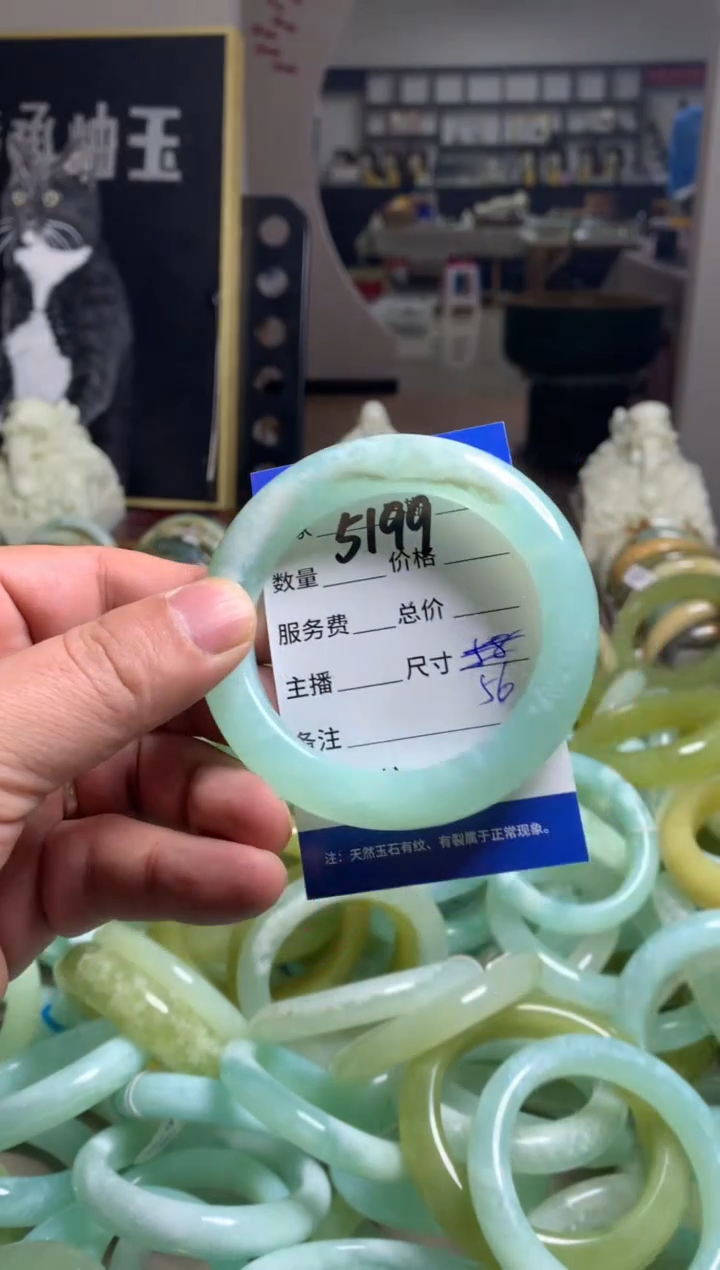 5199
数量 价格
服务费 总价
主播 尺寸 58
56
备注
注：天然玉石有纹、有裂属于正常现象。
玉岫